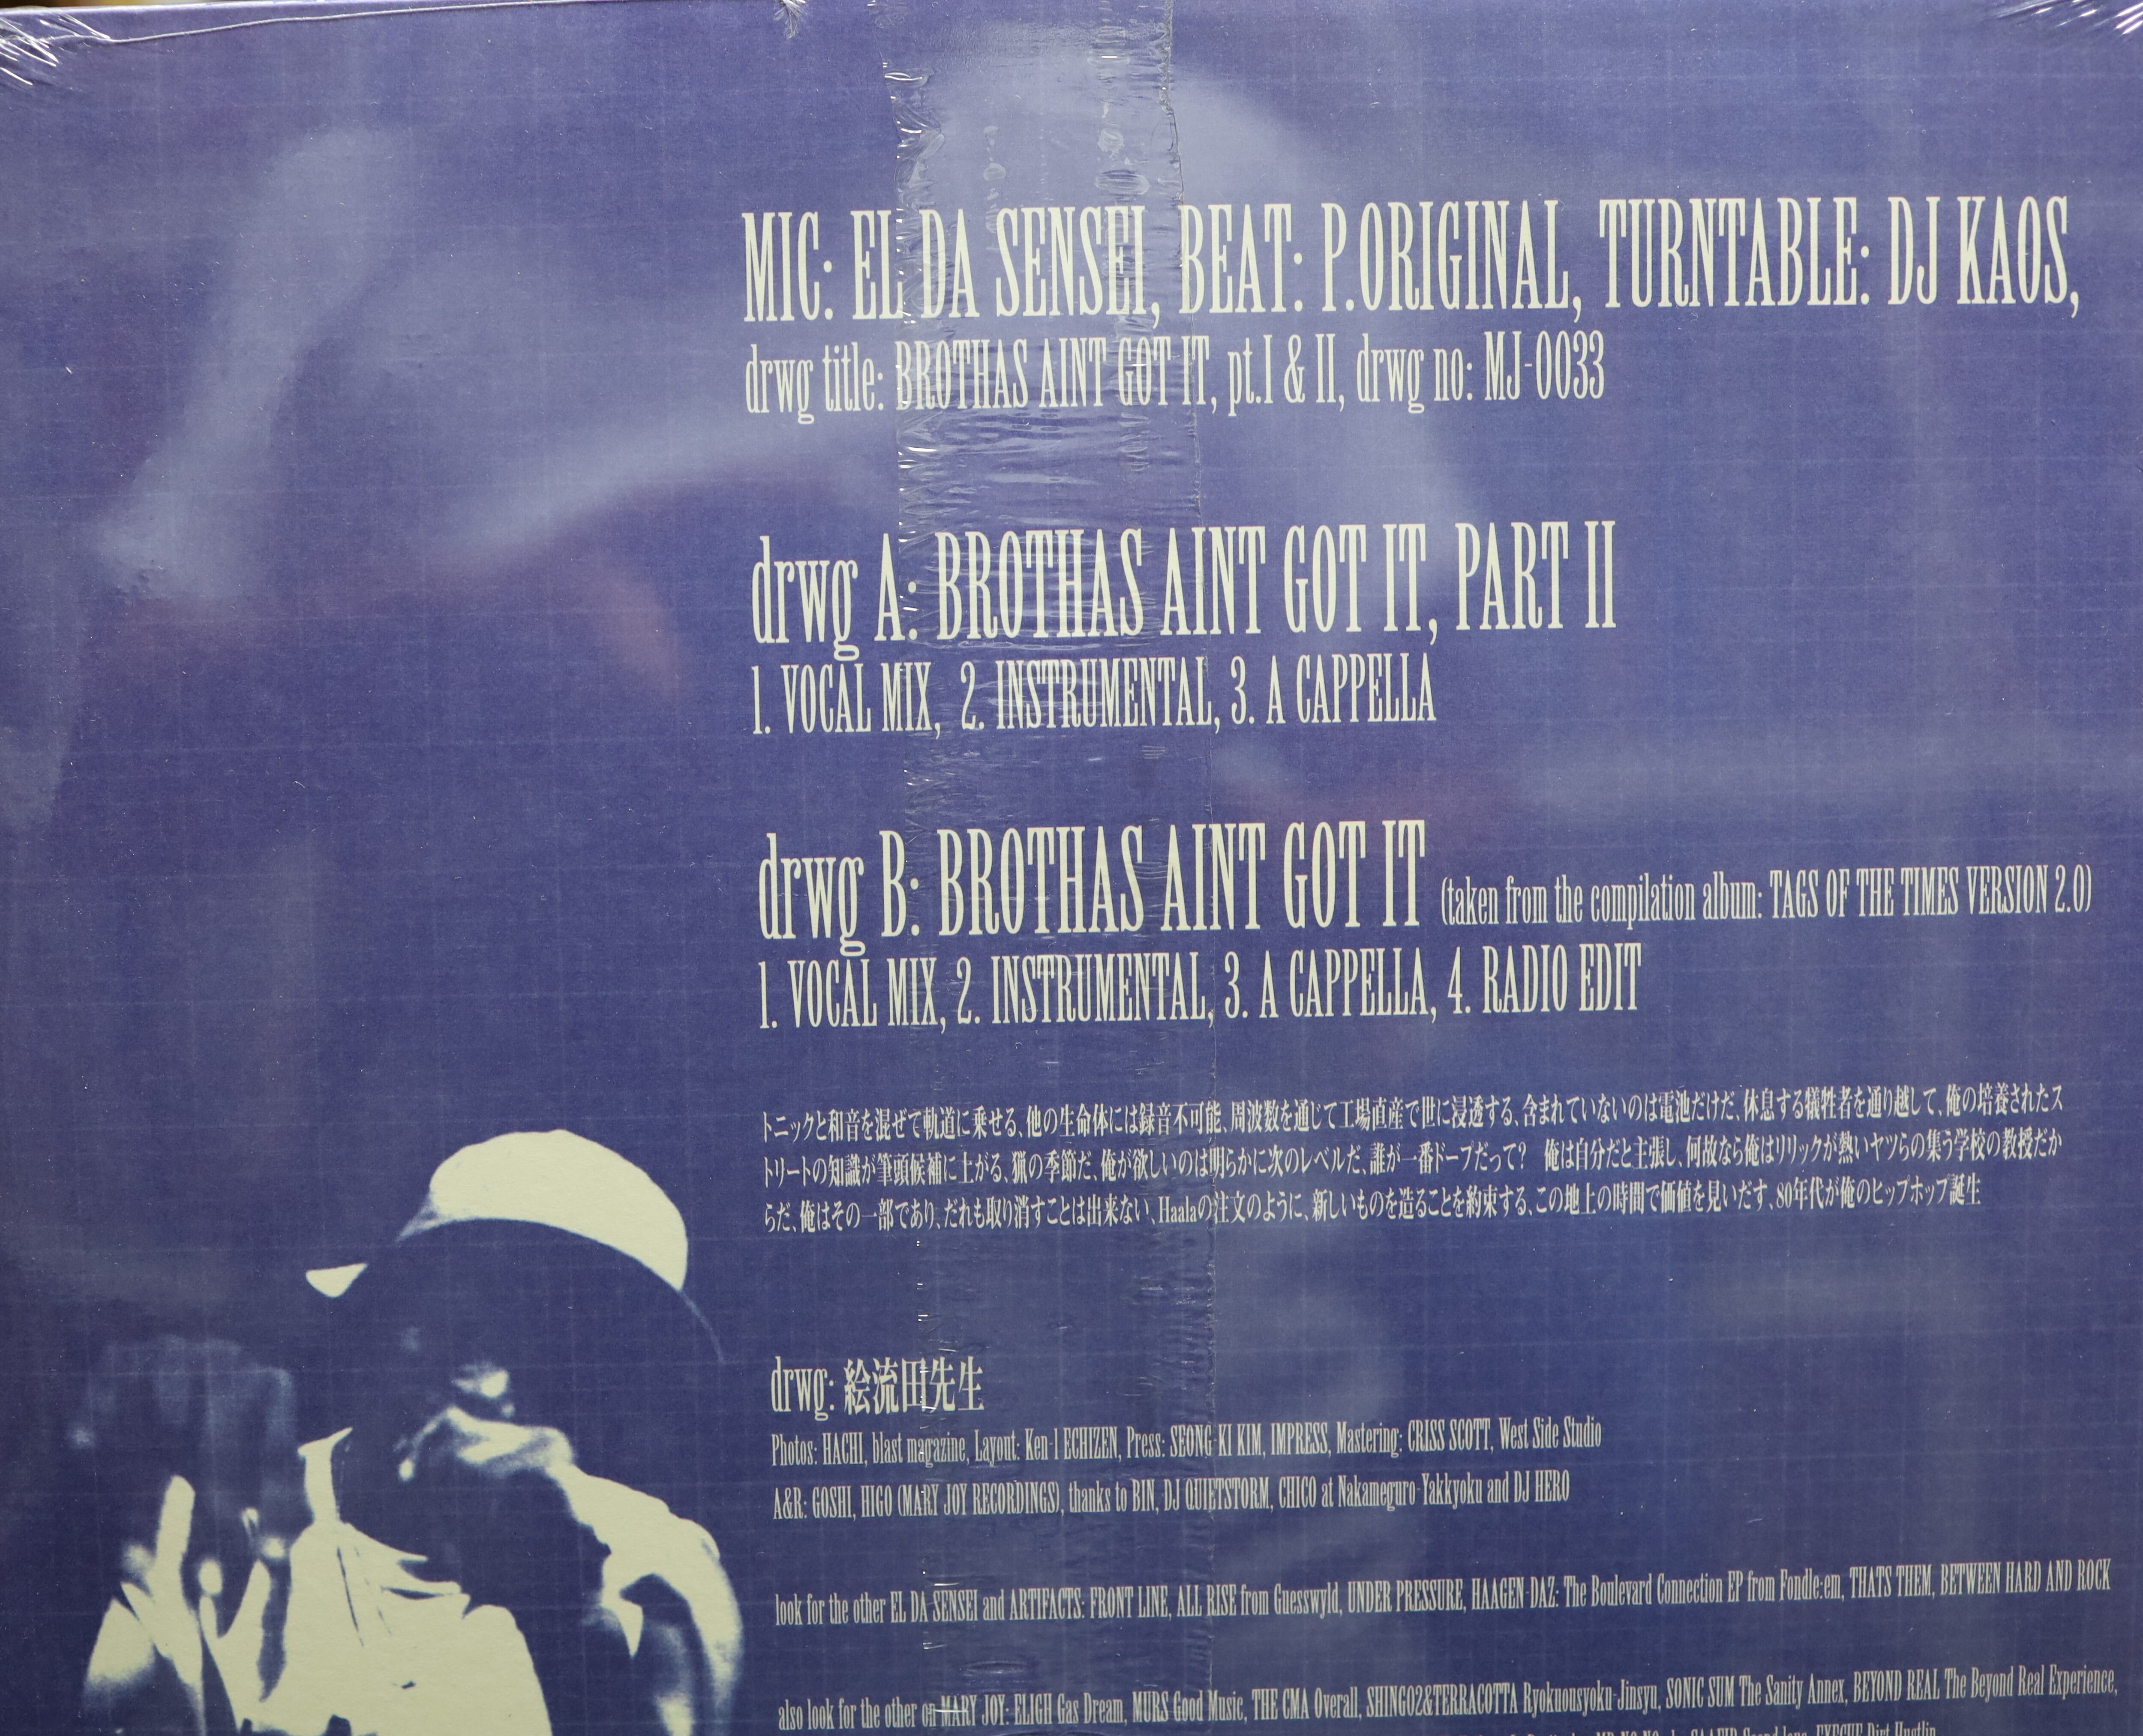 MIC: EL DA SENSEI, BEAT: P.ORIGINAL, TURNTABLE: DJ KAOS,
drwg title: BROTHAS AINT GOT IT, pt.I & II, drwg no: MJ-0033
drwg A: BROTHAS AINT GOT IT, PART II
1. VOCAL MIX, 2. INSTRUMENTAL, 3. A CAPPELLA
drwg B: BROTHAS AINT GOT IT (taken from the compilation album: TAGS OF THE TIMES VERSION 2.0)
1. VOCAL MIX, 2. INSTRUMENTAL, 3. A CAPPELLA, 4. RADIO EDIT
トニックと和音を混ぜて軌道に乗せる、他の生命体には録音不可能、周波数を通じて工場直産で世に浸透する、含まれていないのは電池だけだ、休息する犠牲者を通り越して、俺の培養されたス
トリートの知識が筆頭候補に上がる、猟の季節だ、俺が欲しいのは明らかに次のレベルだ、誰が一番ドープだって？ 俺は自分だと主張し、何故なら俺はリリックが熱いヤツらの集う学校の教授だか
らだ、俺はその一部であり、だれも取り消すことは出来ない、Haalaの注文のように、新しいものを造ることを約束する、この地上の時間で価値を見いだす、80年代が俺のヒップホップ誕生
drwg: 絵流田先生
Photos: HACHI, blast magazine, Layout: Ken-1 ECHIZEN, Press: SEONG-KI KIM, IMPRESS, Mastering: CRISS SCOTT, West Side Studio
A&R: GOSHI, HIGO (MARY JOY RECORDINGS), thanks to BIN, DJ QUIETSTORM, CHICO at Nakameguro-Yakkyoku and DJ HERO
look for the other EL DA SENSEI and ARTIFACTS: FRONT LINE, ALL RISE from Guesswyld, UNDER PRESSURE, HAAGEN-DAZ: The Boulevard Connection EP from Fondle:em, THATS THEM, BETWEEN HARD AND ROCK
also look for the other on MARY JOY: ELIGH Gas Dream, MURS Good Music, THE CMA Overall, SHINGO2&TERRACOTTA Ryokuousyoku-Jinsyu, SONIC SUM The Sanity Annex, BEYOND REAL The Beyond Real Experience,